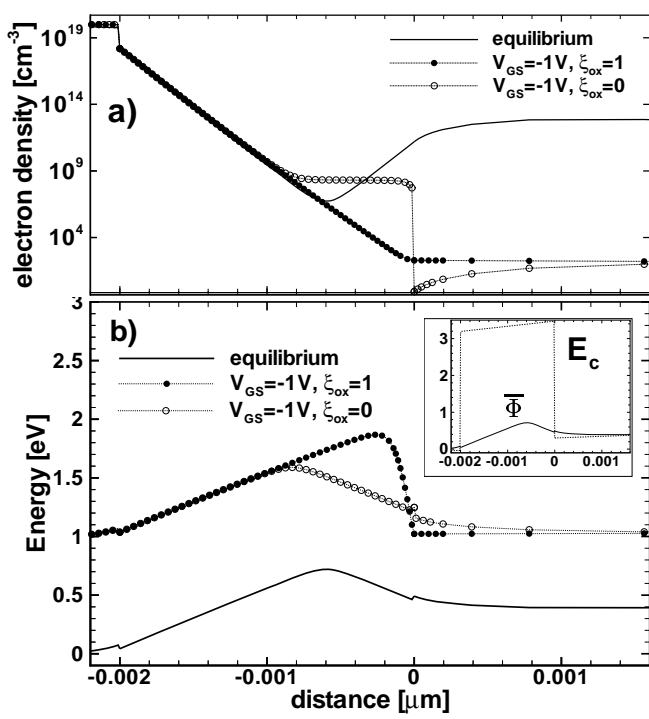 10^19
10^14
10^9
10^4
electron density [cm^-3]
a)
equilibrium
V_GS=-1V, ξ_ox=1
V_GS=-1V, ξ_ox=0
3
2.5
2
1.5
1
0.5
0
Energy [eV]
b)
equilibrium
V_GS=-1V, ξ_ox=1
V_GS=-1V, ξ_ox=0
3
2
1
0
E_c
Φ̅
-0.002 -0.001 0 0.001
-0.002 -0.001 0 0.001
distance [μm]